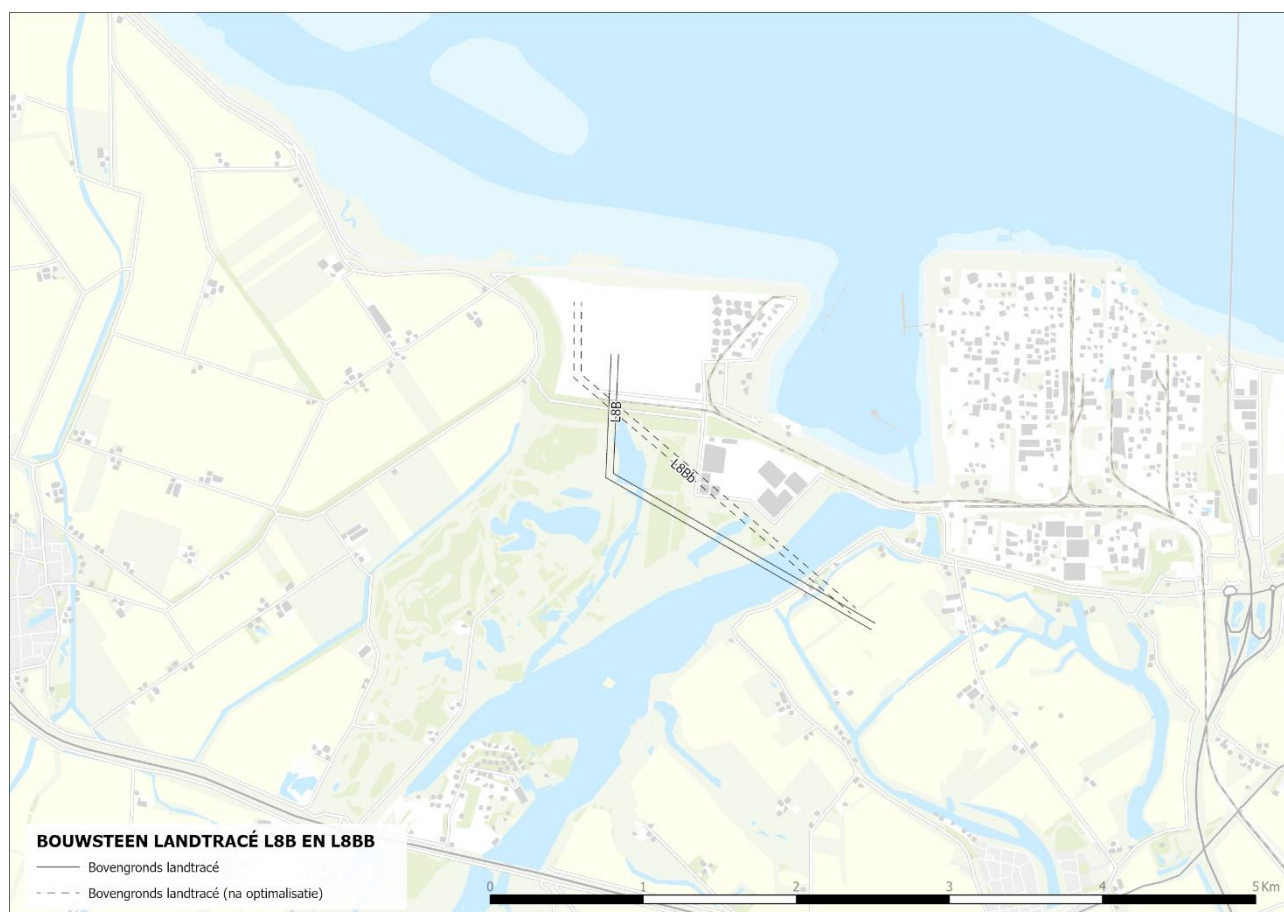 L8B
L8Bb
BOUWSTEEN LANDTRACÉ L8B EN L8BB
Bovengronds landtracé
Bovengronds landtracé (na optimalisatie)
0 1 2 3 4 5 Km